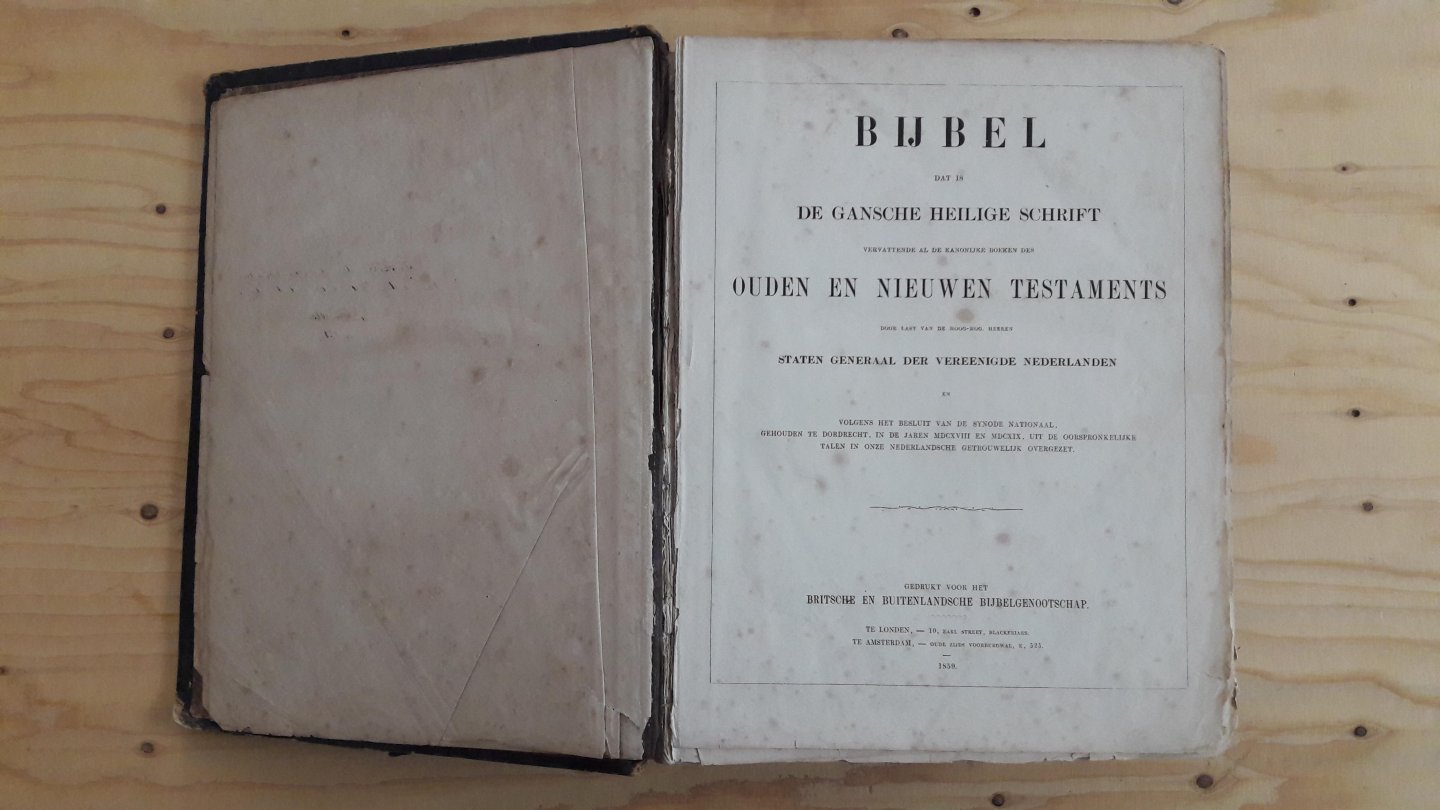 BIJBEL
DAT IS
DE GANSCHE HEILIGE SCHRIFT
VERVATTENDE AL DE KANONIJKE BOEKEN DES
OUDEN EN NIEUWEN TESTAMENTS
DOOR LAST VAN DE HOOG-MOG. HEEREN
STATEN GENERAAL DER VEREENIGDE NEDERLANDEN
EN
VOLGENS HET BESLUIT VAN DE SYNODE NATIONAAL,
GEHOUDEN TE DORDRECHT, IN DE JAREN MDCXVIII EN MDCXIX, UIT DE OORSPRONKELIJKE
TALEN IN ONZE NEDERLANDSCHE GETROUWELIJK OVERGEZET.
GEDRUKT VOOR HET
BRITSCHE EN BUITENLANDSCHE BIJBELGENOOTSCHAP.
TE LONDEN, — 10, EARL STREET, BLACKFRIARS.
TE AMSTERDAM, — OUDE ZIJDS VOORBURGWAL, K, 525.
1859.